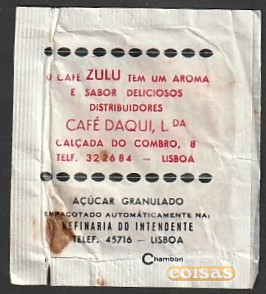 O CAFÉ ZULU TEM UM AROMA
E SABOR DELICIOSOS
DISTRIBUIDORES
CAFÉ DAQUI, L.DA
CALÇADA DO COMBRO, 8
TELF. 322684 — LISBOA
AÇÚCAR GRANULADO
EMPACOTADO AUTOMÁTICAMENTE NA:
REFINARIA DO INTENDENTE
TELEF. 45716 — LISBOA
Chambon
coisas